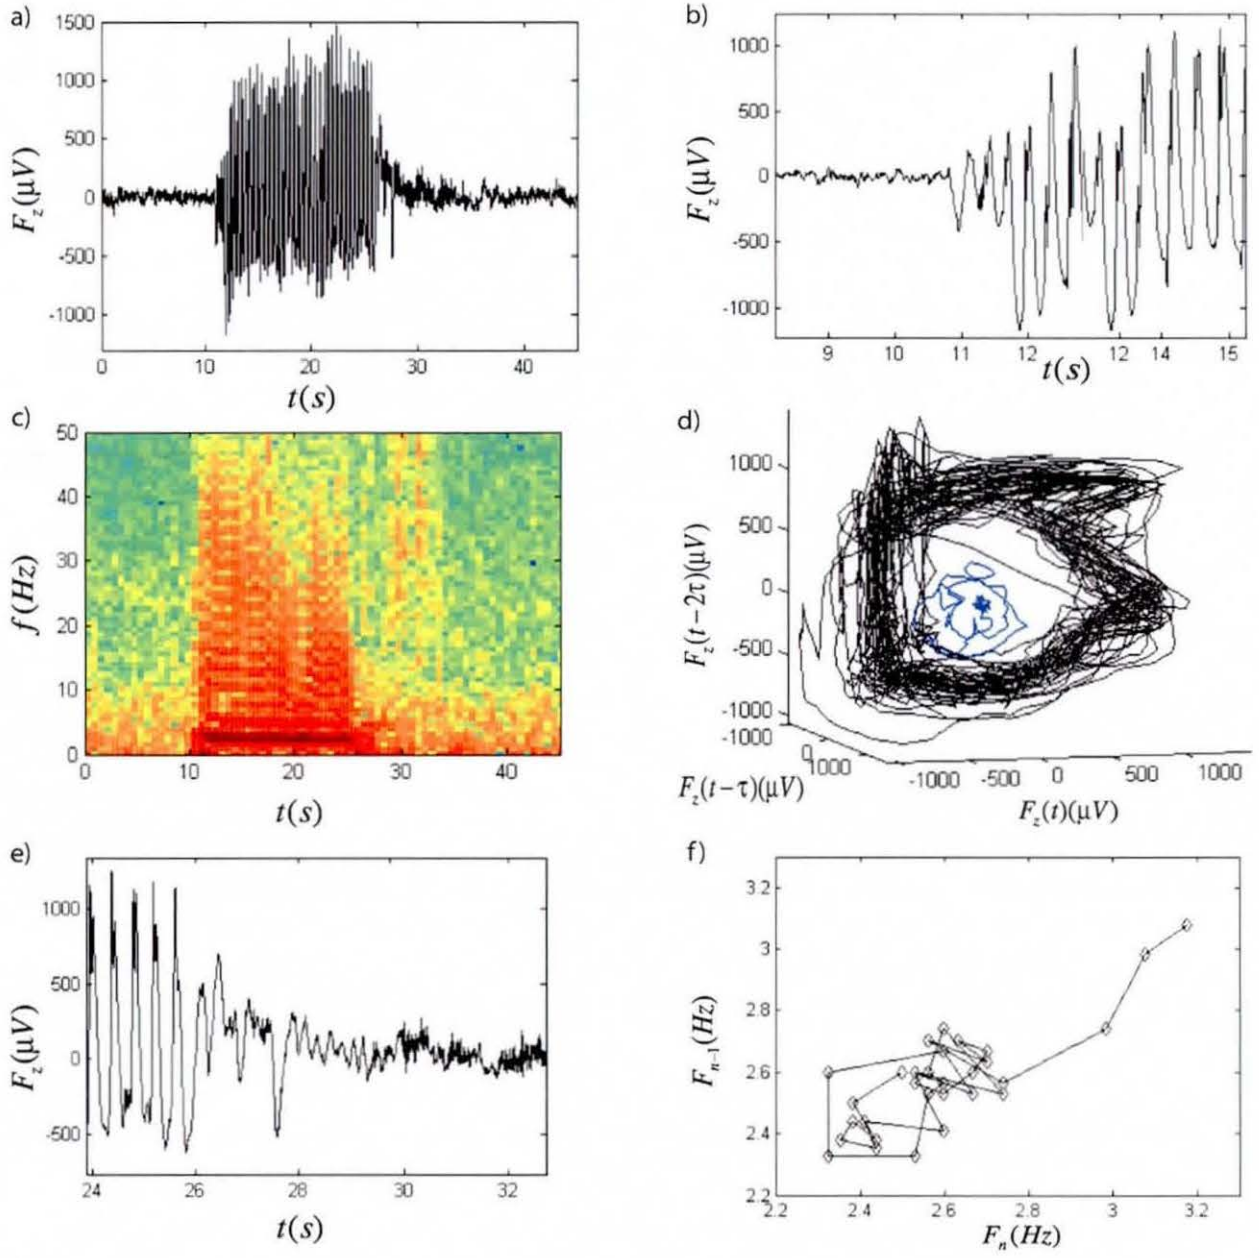 a)
1500
1000
500
0
-500
-1000
F_z(μV)
0 10 20 30 40
t(s)
b)
1000
500
0
-500
-1000
F_z(μV)
9 10 11 12 12 14 15
t(s)
c)
50
40
30
20
10
0
f(Hz)
0 10 20 30 40
t(s)
d)
1000
500
0
-500
-1000
F_z(t−2τ)(μV)
-1000
0
1000
F_z(t−τ)(μV)
-1000 -500 0 500 1000
F_z(t)(μV)
e)
1000
500
0
-500
F_z(μV)
24 26 28 30 32
t(s)
f)
3.2
3
2.8
2.6
2.4
2.2
F_{n−1}(Hz)
2.2 2.4 2.6 2.8 3 3.2
F_n(Hz)